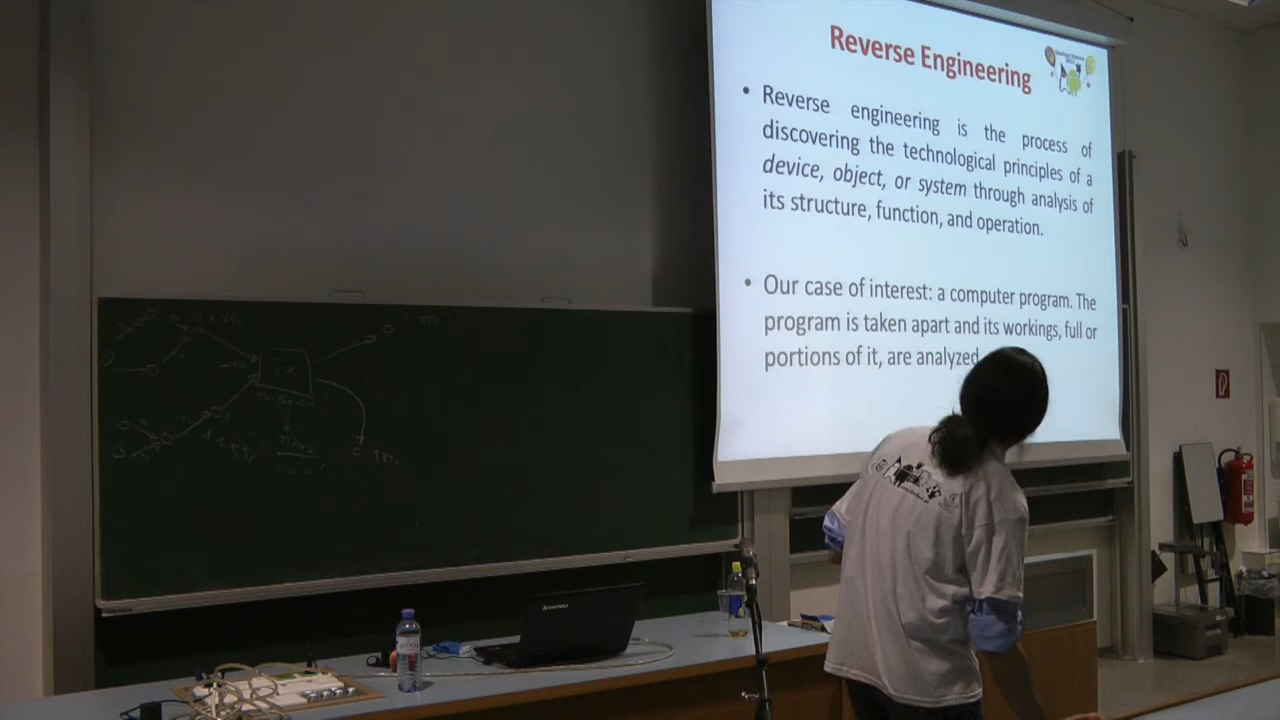 Reverse Engineering
• Reverse engineering is the process of
discovering the technological principles of a
device, object, or system through analysis of
its structure, function, and operation.
• Our case of interest: a computer program. The
program is taken apart and its workings, full or
portions of it, are analyzed
Tx
lenovo